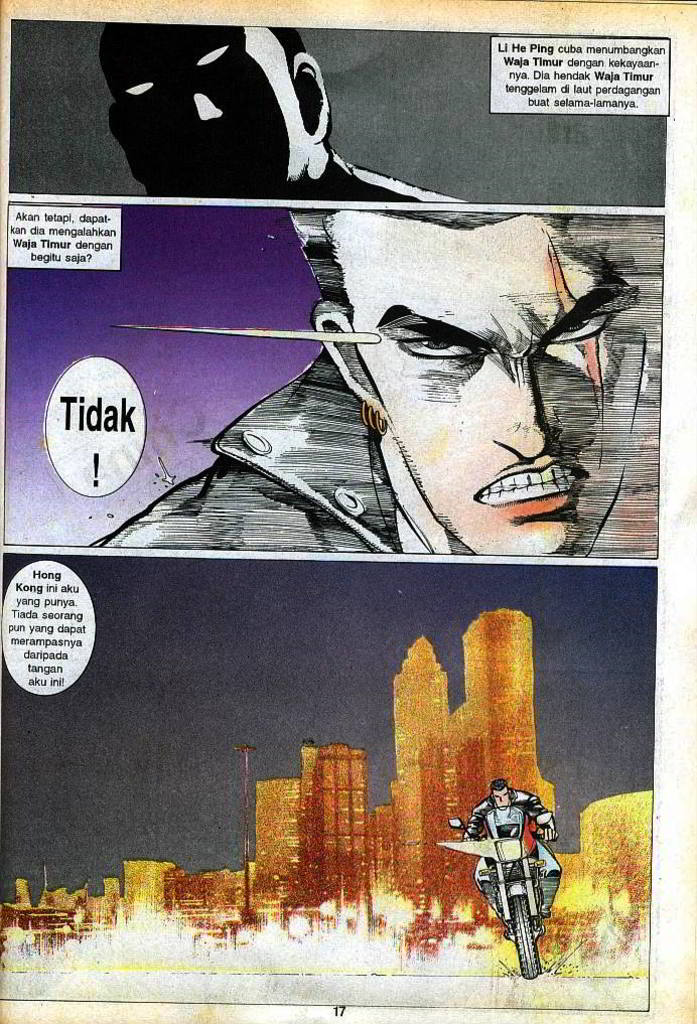 Li He Ping cuba menumbangkan
Waja Timur dengan kekayaan-
nya. Dia hendak Waja Timur
tenggelam di laut perdagangan
buat selama-lamanya.
Akan tetapi, dapat-
kan dia mengalahkan
Waja Timur dengan
begitu saja?
Tidak
!
Hong
Kong ini aku
yang punya.
Tiada seorang
pun yang dapat
merampasnya
daripada
tangan
aku ini!
17